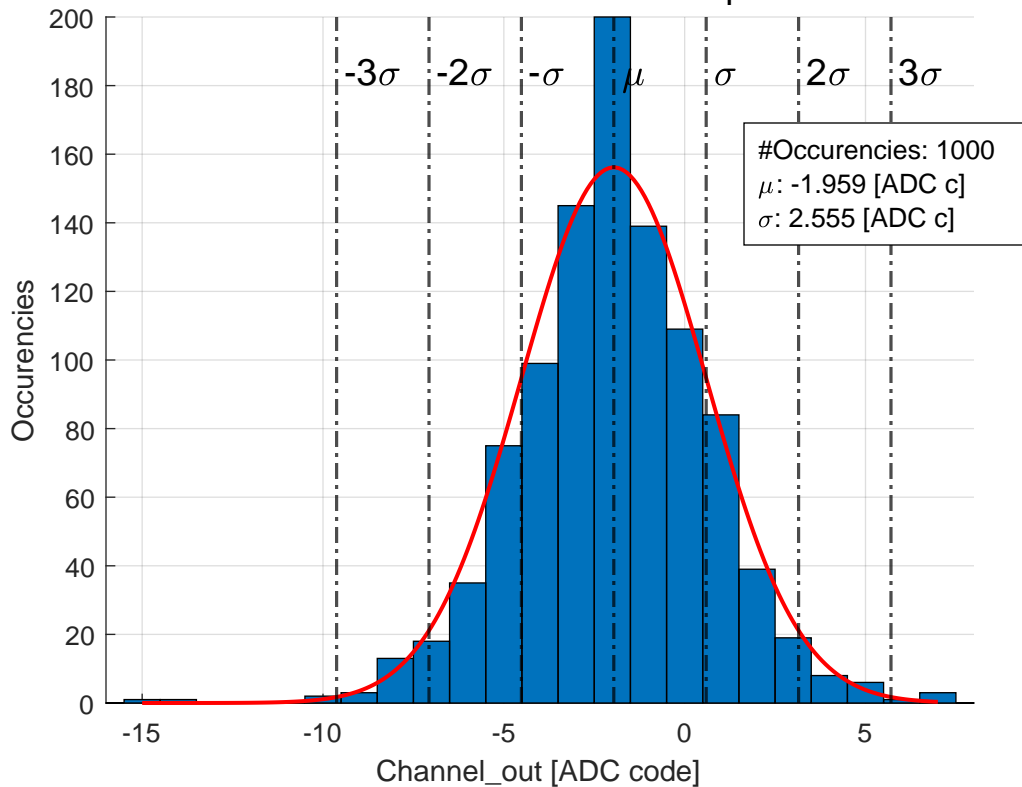 200
180
160
140
120
100
80
60
40
20
0
Occurencies
-3σ -2σ -σ μ σ 2σ 3σ
#Occurencies: 1000
μ: -1.959 [ADC c]
σ: 2.555 [ADC c]
-15 -10 -5 0 5
Channel_out [ADC code]